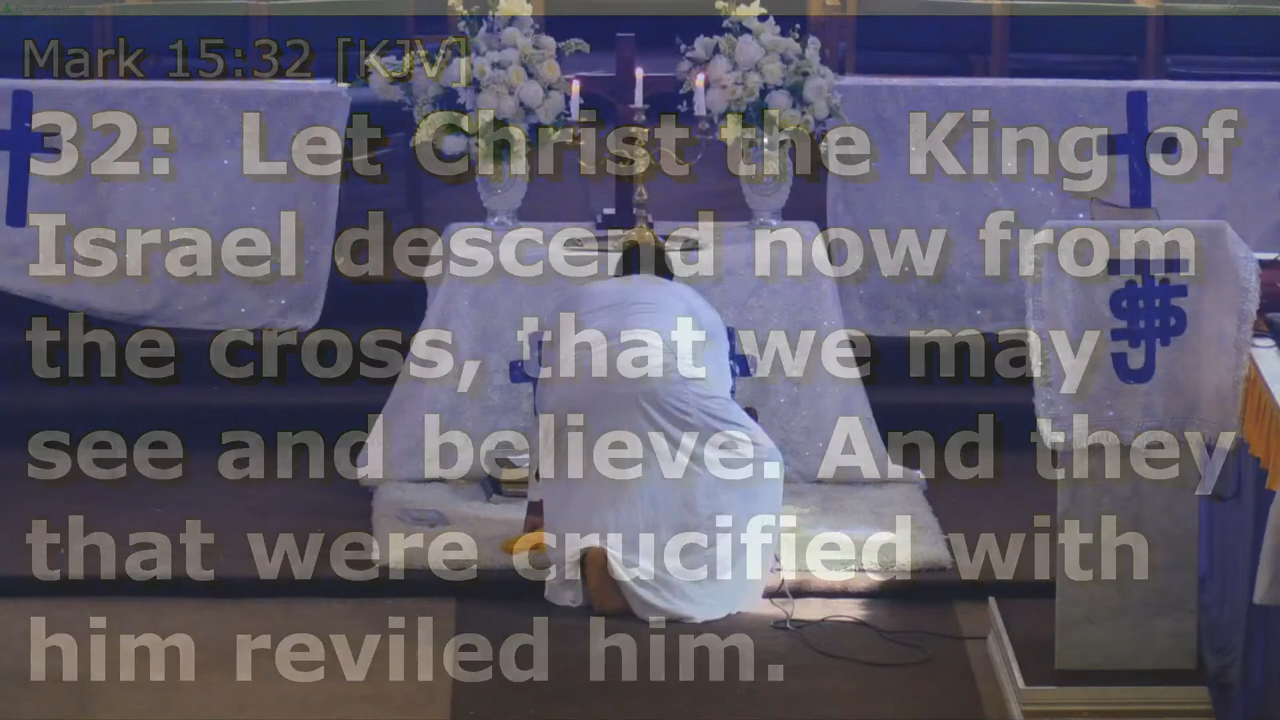 Mark 15:32 [KJV]
32: Let Christ the King of
Israel descend now from
the cross, that we may
see and believe. And they
that were crucified with
him reviled him.